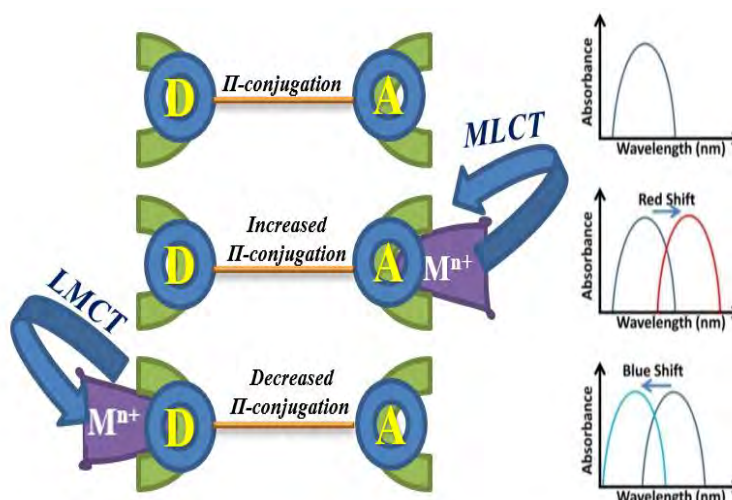 D
Π-conjugation
A
Absorbance
Wavelength (nm)
MLCT
D
Increased
Π-conjugation
A
Mⁿ⁺
Red Shift
Absorbance
Wavelength (nm)
LMCT
Mⁿ⁺
D
Decreased
Π-conjugation
A
Blue Shift
Absorbance
Wavelength (nm)